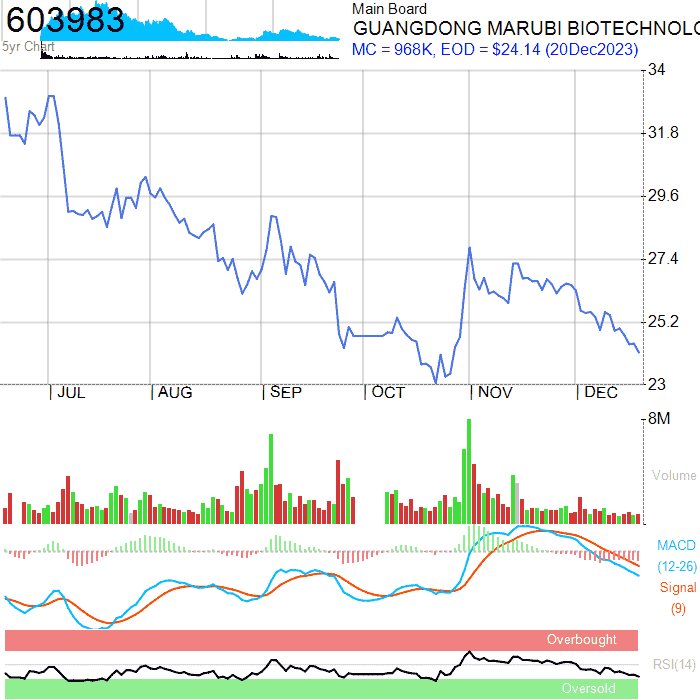 603983
5yr Chart
Main Board
GUANGDONG MARUBI BIOTECHNOLO
MC = 968K, EOD = $24.14 (20Dec2023)
34
31.8
29.6
27.4
25.2
23
JUL AUG SEP OCT NOV DEC
8M
Volume
MACD
(12-26)
Signal
(9)
Overbought
RSI(14)
Oversold